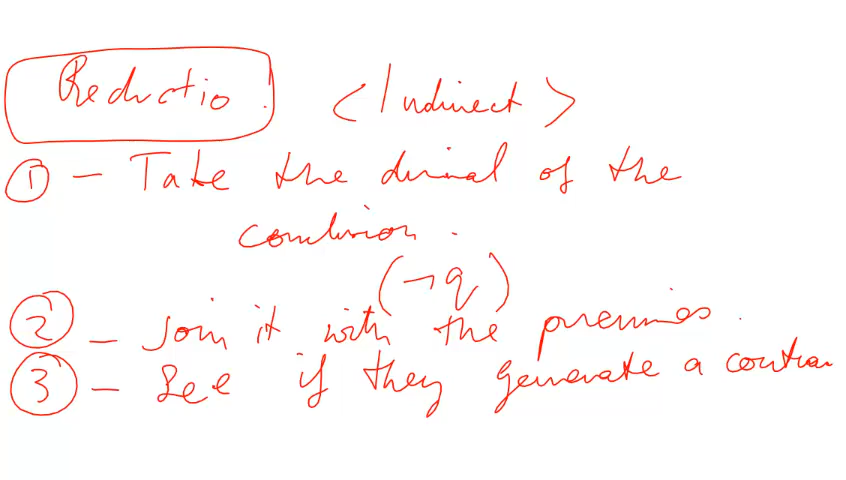 Reductio. <Indirect>
① - Take the denial of the
conclusion.
(¬q)
② - Join it with the premises.
③ - See if they generate a contra